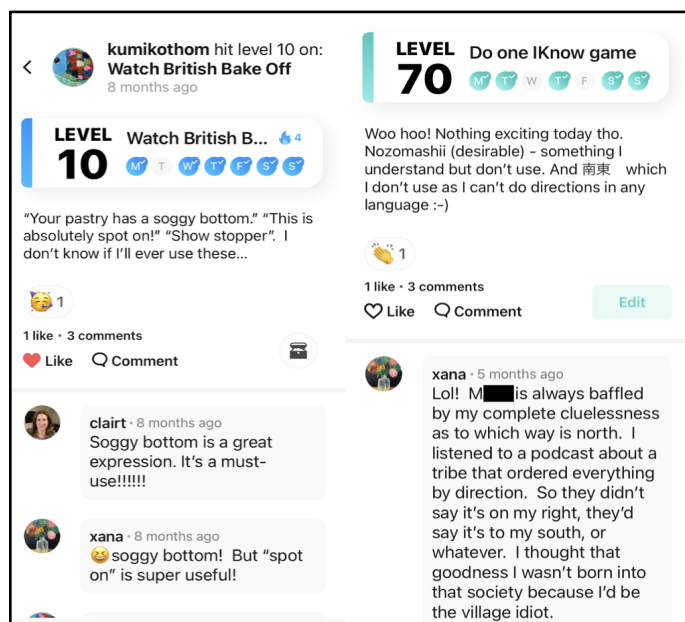 kumikothom hit level 10 on:
Watch British Bake Off
8 months ago
LEVEL
10
Watch British B... 4
M T W T F S S
“Your pastry has a soggy bottom.” “This is
absolutely spot on!” “Show stopper”. I
don’t know if I’ll ever use these...
1
1 like · 3 comments
Like Comment
clairt · 8 months ago
Soggy bottom is a great
expression. It’s a must-
use!!!!!!
xana · 8 months ago
😆soggy bottom! But “spot
on” is super useful!
LEVEL
70
Do one IKnow game
M T W T F S S
Woo hoo! Nothing exciting today tho.
Nozomashii (desirable) - something I
understand but don’t use. And 南東 which
I don’t use as I can’t do directions in any
language :-)
1
1 like · 3 comments
Like Comment
Edit
xana · 5 months ago
Lol! M is always baffled
by my complete cluelessness
as to which way is north. I
listened to a podcast about a
tribe that ordered everything
by direction. So they didn’t
say it’s on my right, they’d
say it’s to my south, or
whatever. I thought that
goodness I wasn’t born into
that society because I’d be
the village idiot.